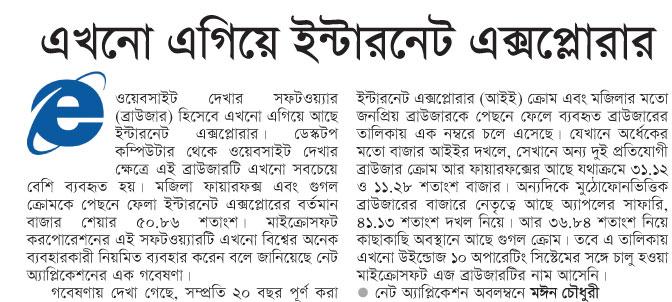 এখনো এগিয়ে ইন্টারনেট এক্সপ্লোরার
ওয়েবসাইট দেখার সফটওয়্যার
(ব্রাউজার) হিসেবে এখনো এগিয়ে আছে
ইন্টারনেট এক্সপ্লোরার। ডেস্কটপ
কম্পিউটার থেকে ওয়েবসাইট দেখার
ক্ষেত্রে এই ব্রাউজারটি এখনো সবচেয়ে
বেশি ব্যবহৃত হয়। মজিলা ফায়ারফক্স এবং গুগল
ক্রোমকে পেছনে ফেলা ইন্টারনেট এক্সপ্লোরের বর্তমান
বাজার শেয়ার ৫০.৮৬ শতাংশ। মাইক্রোসফট
করপোরেশনের এই সফটওয়্যারটি এখনো বিশ্বের অনেক
ব্যবহারকারী নিয়মিত ব্যবহার করেন বলে জানিয়েছে নেট
অ্যাপ্লিকেশনের এক গবেষণা।
গবেষণায় দেখা গেছে, সম্প্রতি ২০ বছর পূর্ণ করা
ইন্টারনেট এক্সপ্লোরার (আইই) ক্রোম এবং মজিলার মতো
জনপ্রিয় ব্রাউজারকে পেছনে ফেলে ব্যবহৃত ব্রাউজারের
তালিকায় এক নম্বরে চলে এসেছে। যেখানে অর্ধেকের
মতো বাজার আইইর দখলে, সেখানে অন্য দুই প্রতিযোগী
ব্রাউজার ক্রোম আর ফায়ারফক্সের আছে যথাক্রমে ৩১.১২
ও ১১.২৮ শতাংশ বাজার। অন্যদিকে মুঠোফোনভিত্তিক
ব্রাউজারের বাজারে নেতৃত্বে আছে অ্যাপলের সাফারি,
৪১.১৩ শতাংশ দখল নিয়ে। আর ৩৬.৮৪ শতাংশ নিয়ে
কাছাকাছি অবস্থানে আছে গুগল ক্রোম। তবে এ তালিকায়
এখনো উইন্ডোজ ১০ অপারেটিং সিস্টেমের সঙ্গে চালু হওয়া
মাইক্রোসফট এজ ব্রাউজারটির নাম আসেনি।
● নেট অ্যাপ্লিকেশন অবলম্বনে মঈন চৌধুরী